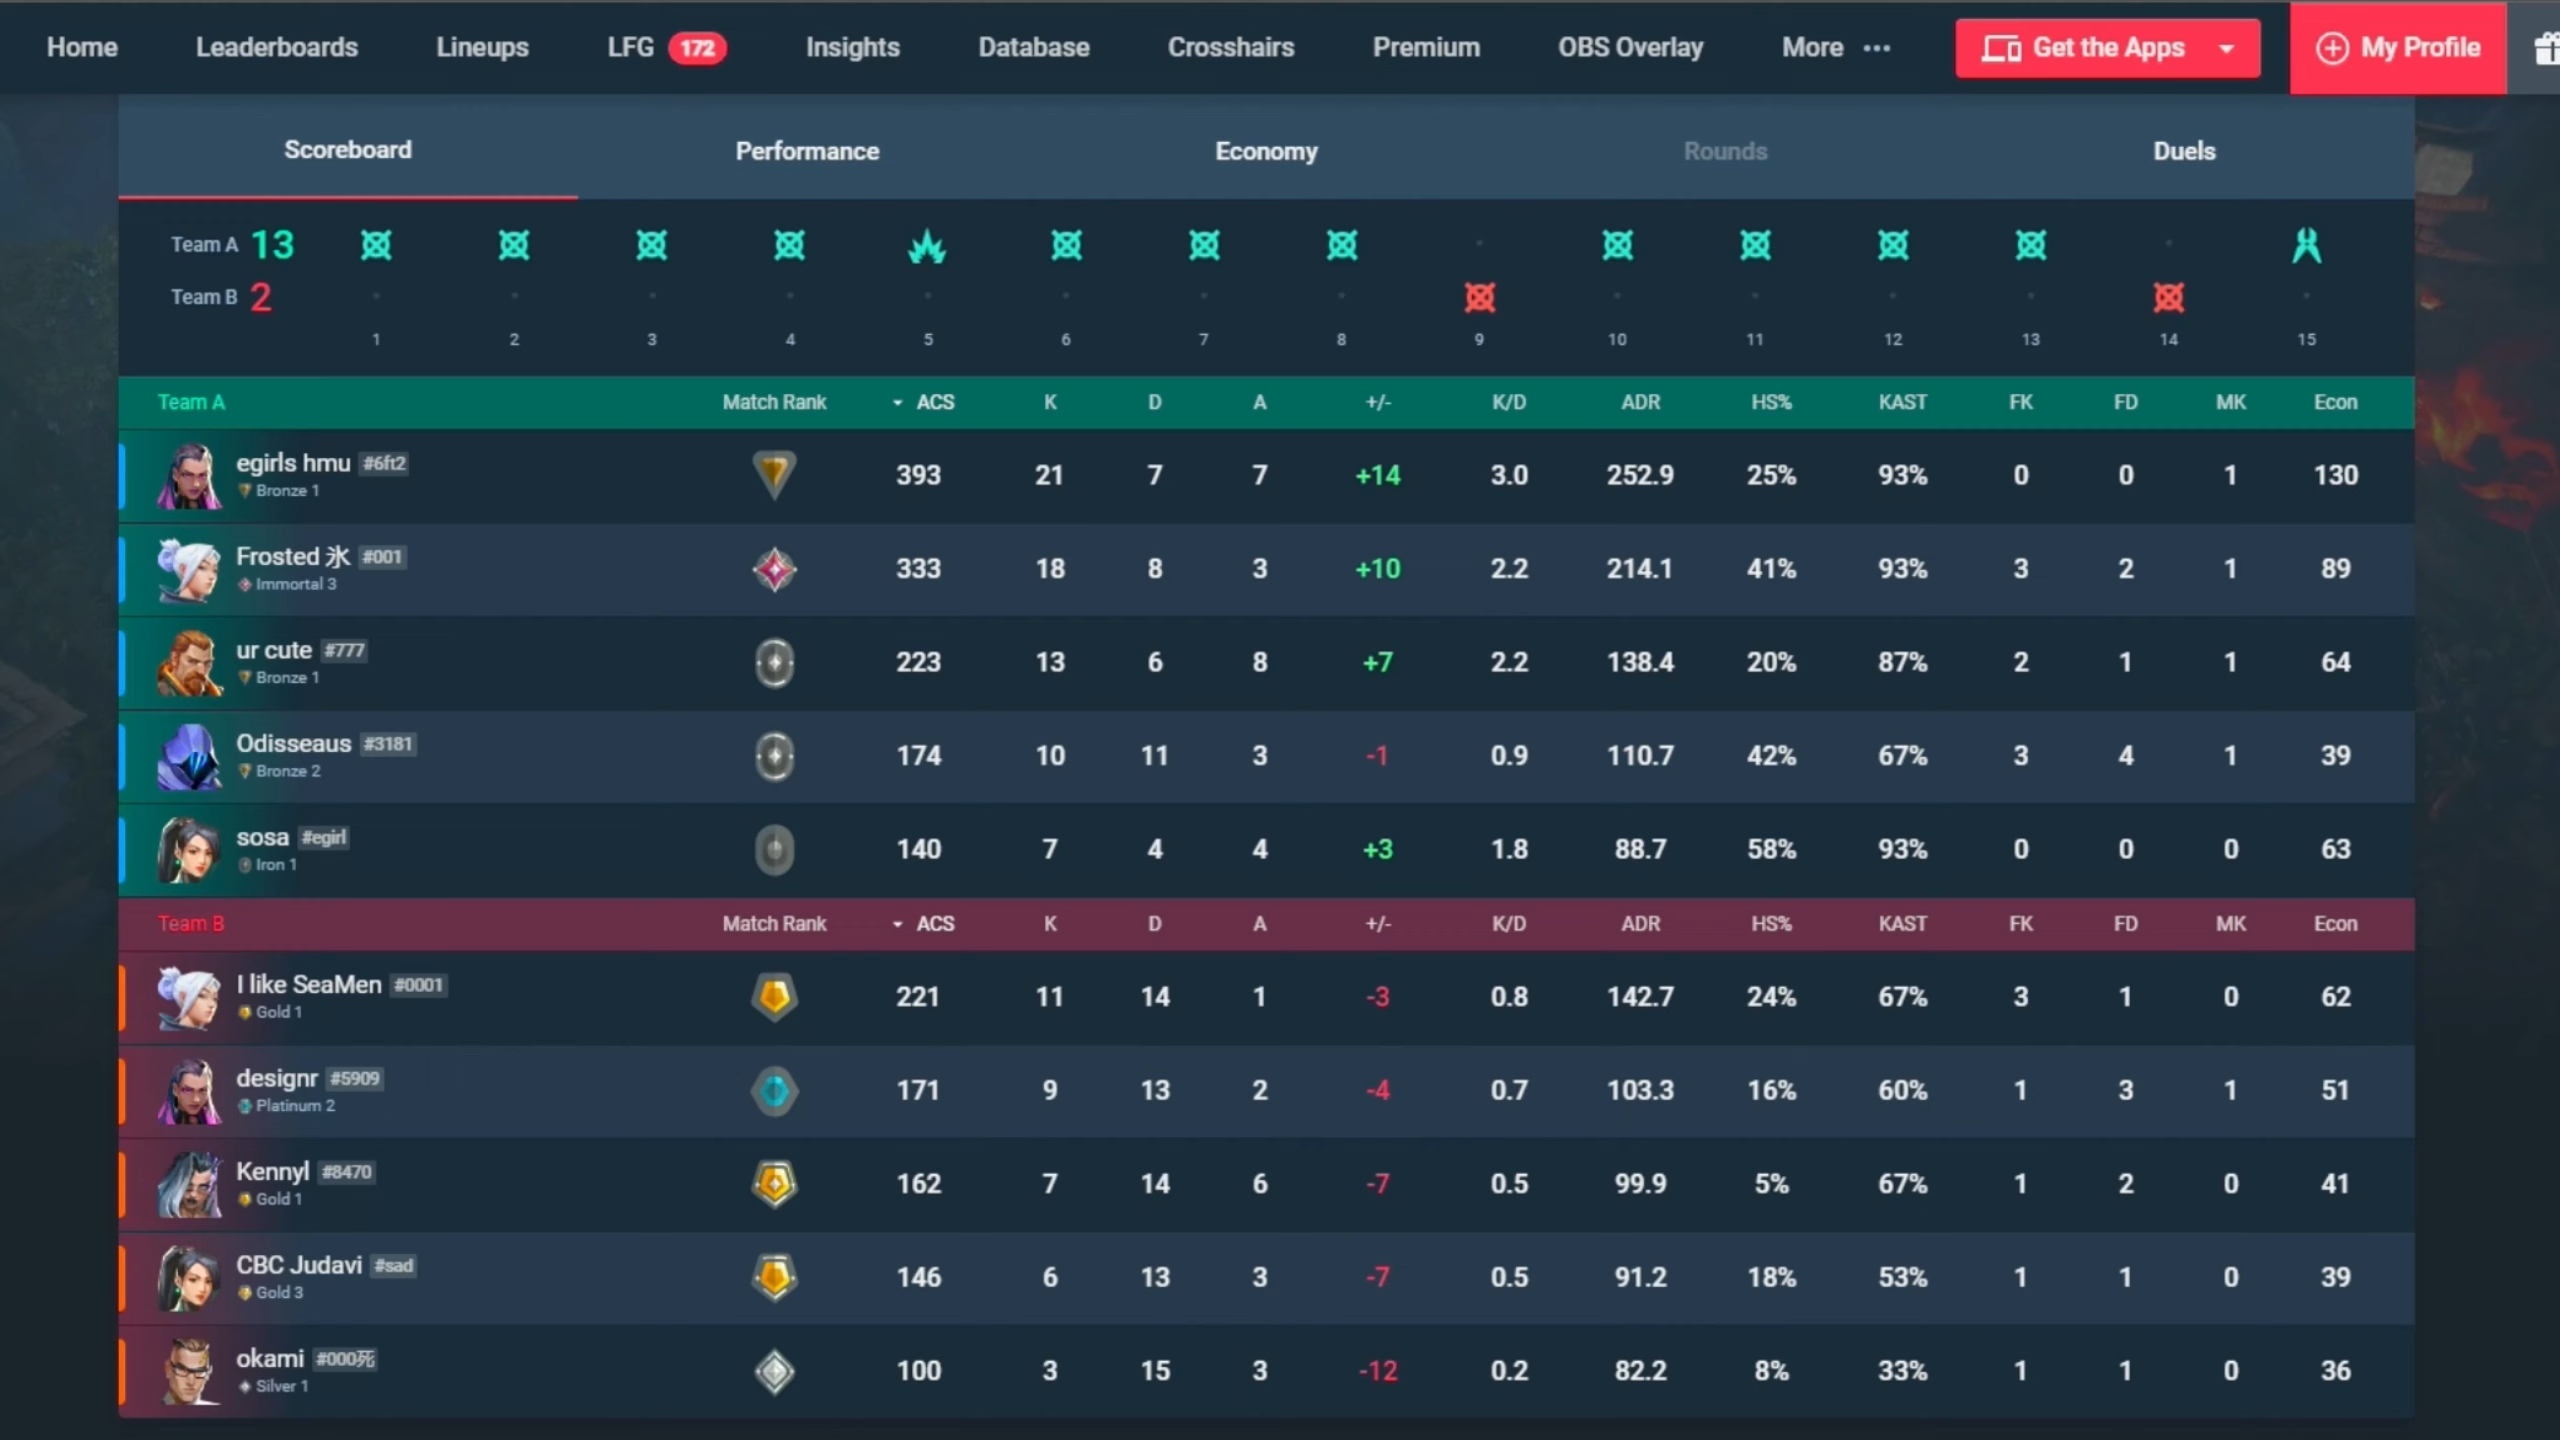 Home Leaderboards Lineups LFG 172 Insights Database Crosshairs Premium OBS Overlay More ••• Get the Apps My Profile
Scoreboard Performance Economy Rounds Duels
Team A 13
Team B 2
1 2 3 4 5 6 7 8 9 10 11 12 13 14 15
Team A Match Rank ACS K D A +/- K/D ADR HS% KAST FK FD MK Econ
egirls hmu #6ft2
Bronze 1
393 21 7 7 +14 3.0 252.9 25% 93% 0 0 1 130
Frosted 氷 #001
Immortal 3
333 18 8 3 +10 2.2 214.1 41% 93% 3 2 1 89
ur cute #777
Bronze 1
223 13 6 8 +7 2.2 138.4 20% 87% 2 1 1 64
Odisseaus #3181
Bronze 2
174 10 11 3 -1 0.9 110.7 42% 67% 3 4 1 39
sosa #egirl
Iron 1
140 7 4 4 +3 1.8 88.7 58% 93% 0 0 0 63
Team B Match Rank ACS K D A +/- K/D ADR HS% KAST FK FD MK Econ
I like SeaMen #0001
Gold 1
221 11 14 1 -3 0.8 142.7 24% 67% 3 1 0 62
designr #5909
Platinum 2
171 9 13 2 -4 0.7 103.3 16% 60% 1 3 1 51
Kennyl #8470
Gold 1
162 7 14 6 -7 0.5 99.9 5% 67% 1 2 0 41
CBC Judavi #sad
Gold 3
146 6 13 3 -7 0.5 91.2 18% 53% 1 1 0 39
okami #000死
Silver 1
100 3 15 3 -12 0.2 82.2 8% 33% 1 1 0 36